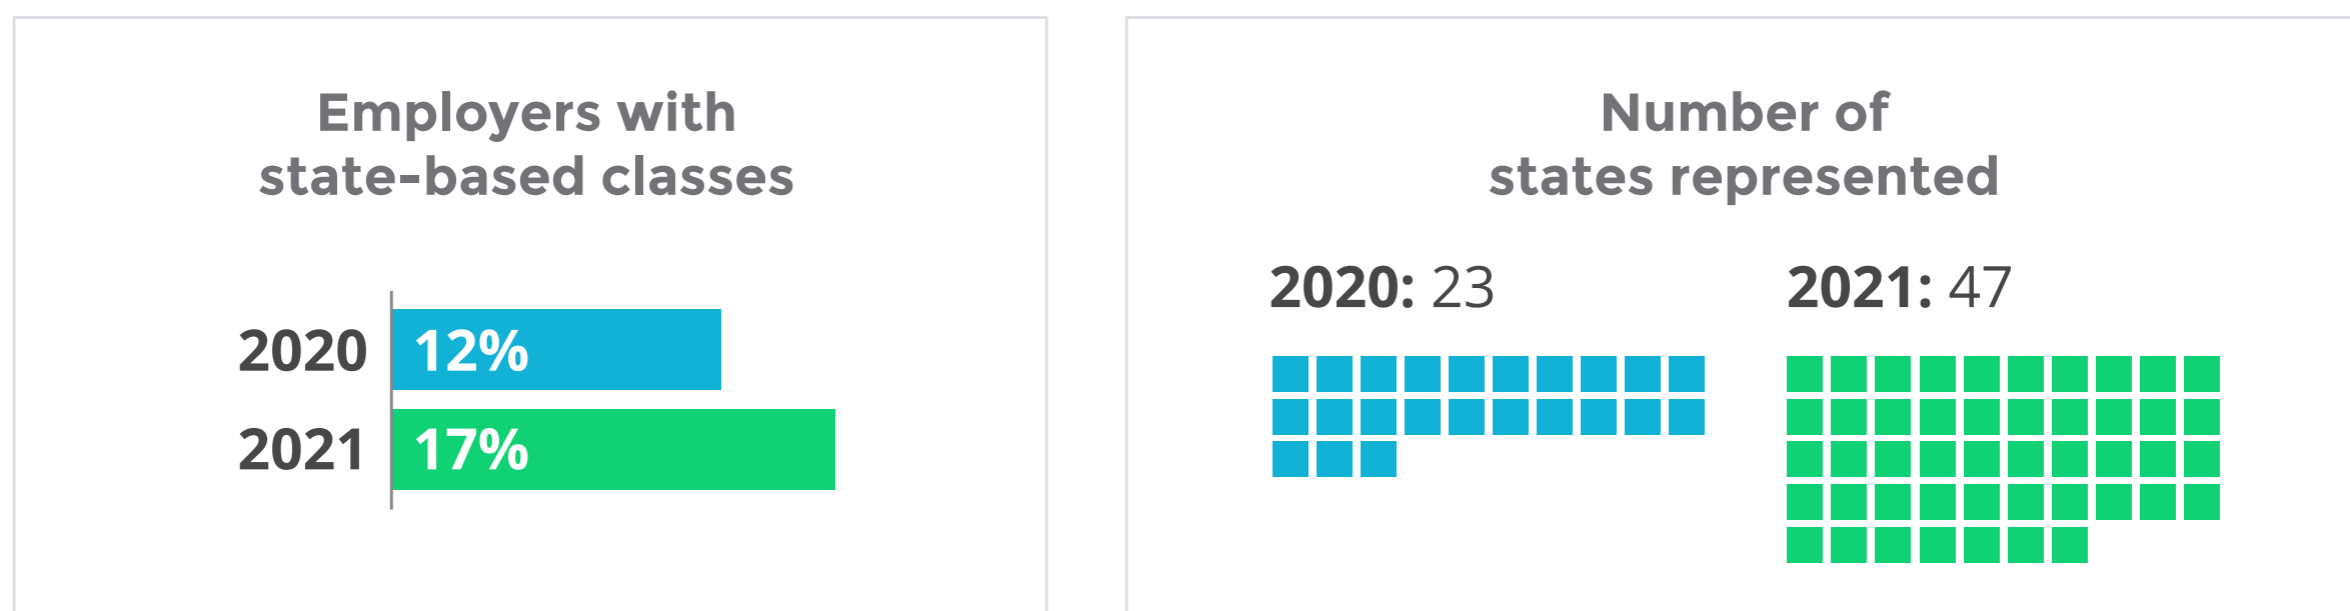 Employers with
state-based classes
2020 12%
2021 17%
Number of
states represented
2020: 23
2021: 47